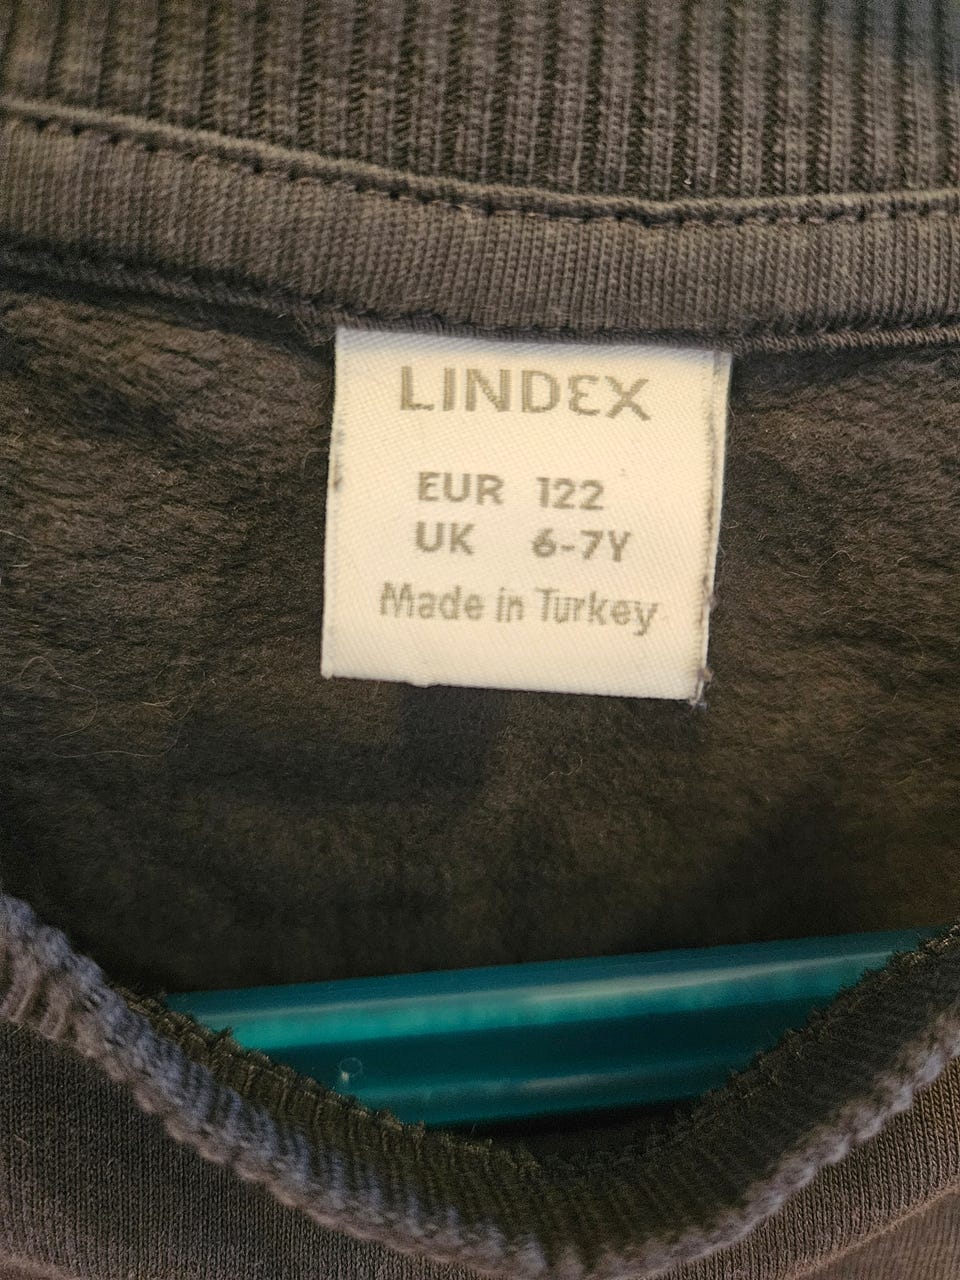 LINDEX
EUR 122
UK 6-7Y
Made in Turkey